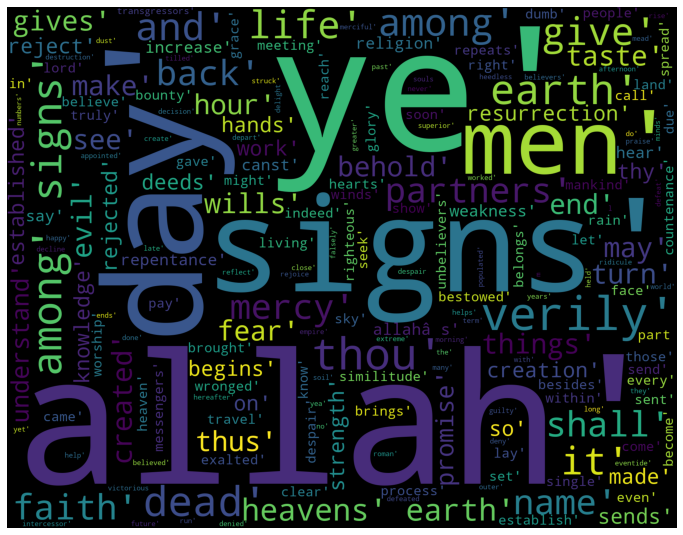 gives'
transgressors'
and'
life'
among'
dumb'
people'
merciful'
give'
reject'
increase'
grace'
meeting'
religion'
repeats'
right'
heedless'
taste'
spread'
destruction'
dust'
in'
lord'
make'
back'
filled'
struck'
reach'
past'
souls
mead'
believers'
afternoon'
land'
call'
believe'
bounty'
hour'
delight'
ye'
soon'
earth'
truly'
decision'
glory'
resurrection'
numbers'
see'
hands'
create'
depart'
greater'
superior'
men'
do'
minds'
gave'
work'
canst'
behold'
praise'
hear'
due'
appointed'
worked'
thy'
signs'
established'
rejected'
deeds'
might'
hearts'
partners'
mankind'
countenance'
say'
evil'
day'
wills'
indeed'
winds'
show'
weakness'
end'
rain'
happy'
late'
living'
falsely'
righteous
seek'
unbelievers'
belongs'
let'
may'
repentance'
reflect'
close'
despair'
ridicule
decline
pay'
rejoice
signs'
populated'
face'
turn'
understand'
among'
knowledge'
mercy'
sky'
bestowed'
years'
held'
world'
worship'
ends'
fear'
empire'
allahâ s'
helps'
term'
verily'
part
done'
brought'
thou'
extreme'
morning'
the'
things'
those'
created'
begins'
similitude'
many'
with'
creation'
send'
every'
messengers'
wronged'
know'
soil'
besides'
within'
they'
sent'
heaven'
hereafter'
despair
brings'
guilty'
long'
come'
yet'
came'
on'
travel'
yea'
promise'
deny'
shall'
become'
allah'
thus'
strength'
no'
roman'
so'
lay'
it'
believed'
exalted'
single'
made'
help'
clear'
process'
set'
outer'
even'
eventide'
faith'
victorious'
dead'
heavens'
defeated'
earth'
establish'
name'
sends'
intercessor'
future'
run'
denied'